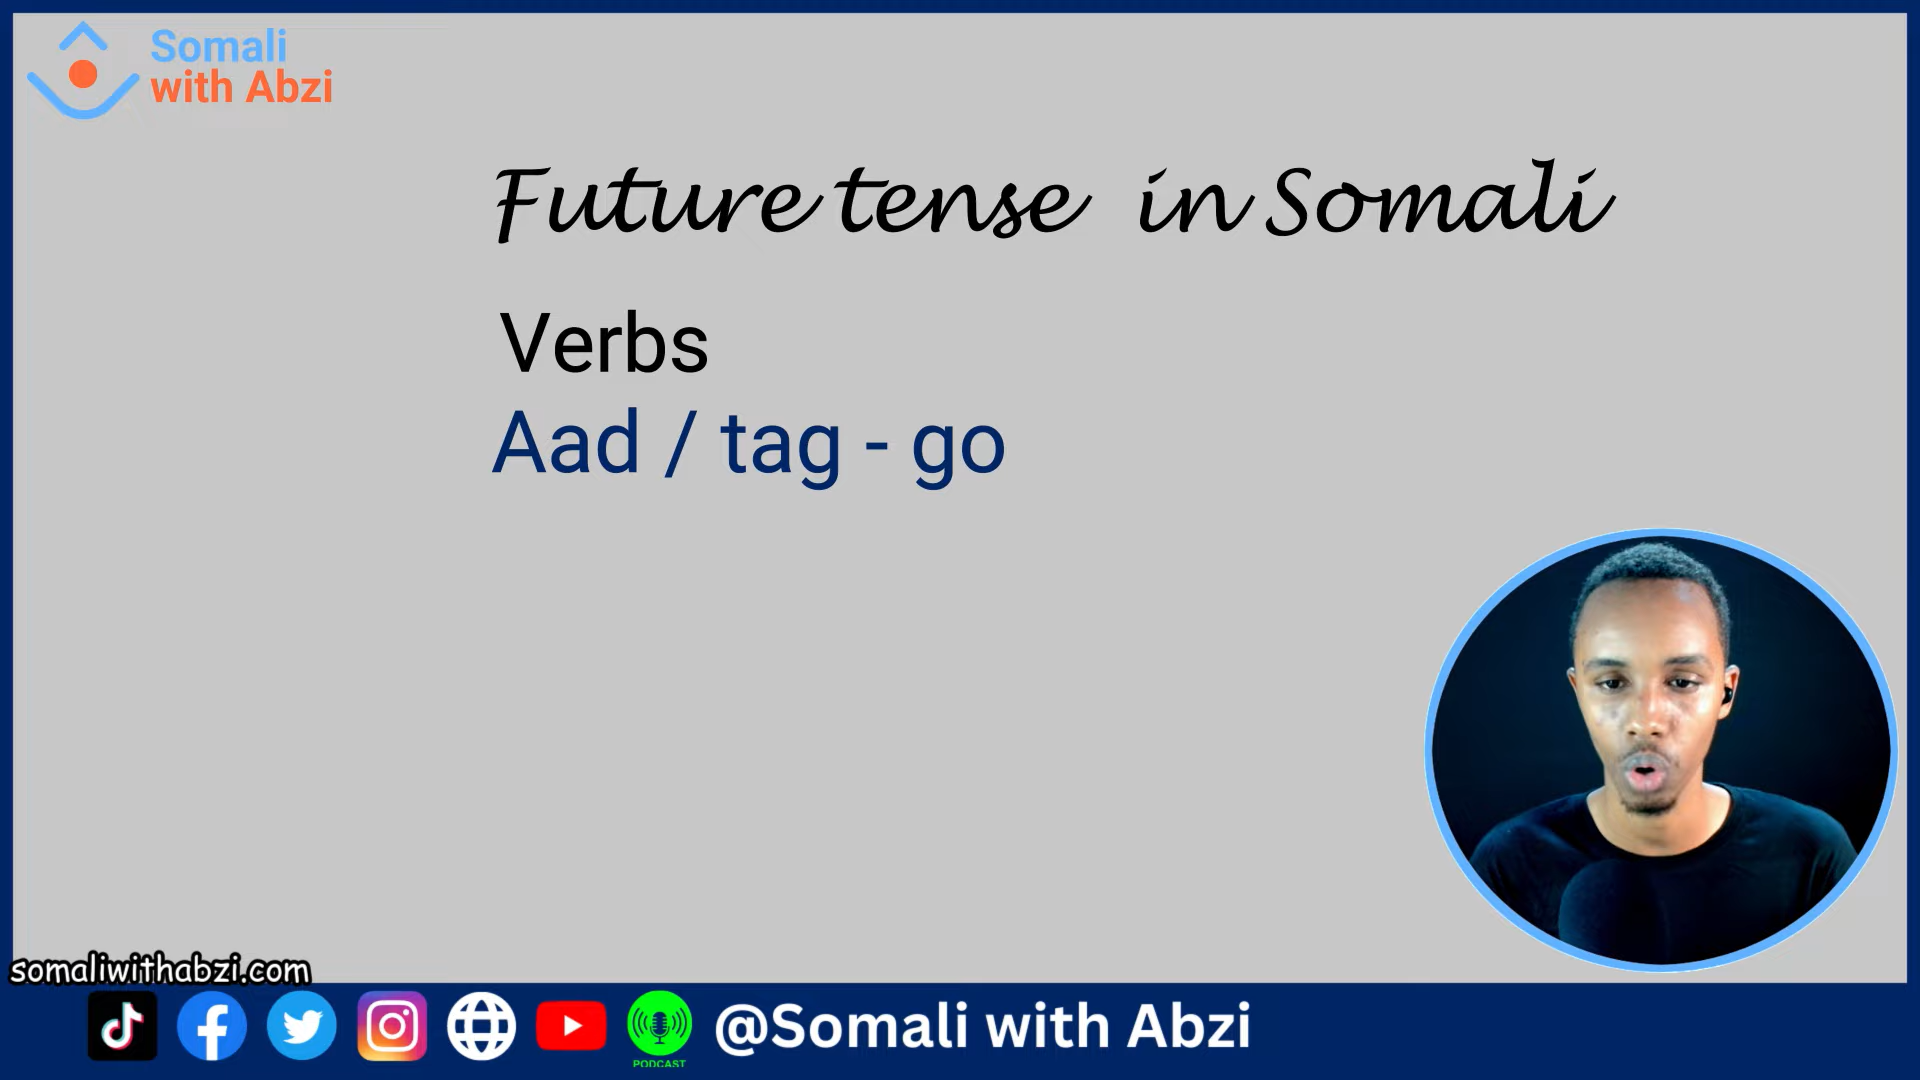 Somali
with Abzi
Future tense in Somali
Verbs
Aad / tag - go
somaliwithabzi.com
PODCAST
@Somali with Abzi